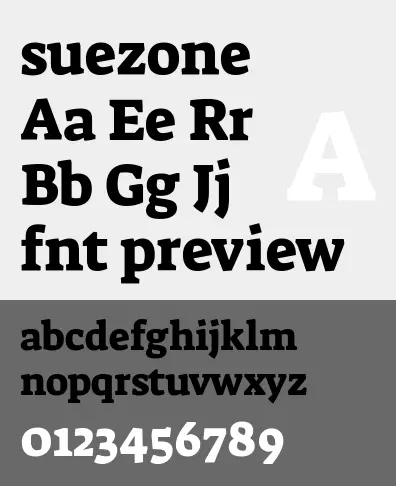 suezone
Aa Ee Rr
A
Bb Gg Jj
fnt preview
abcdefghijklm
nopqrstuvwxyz
0123456789